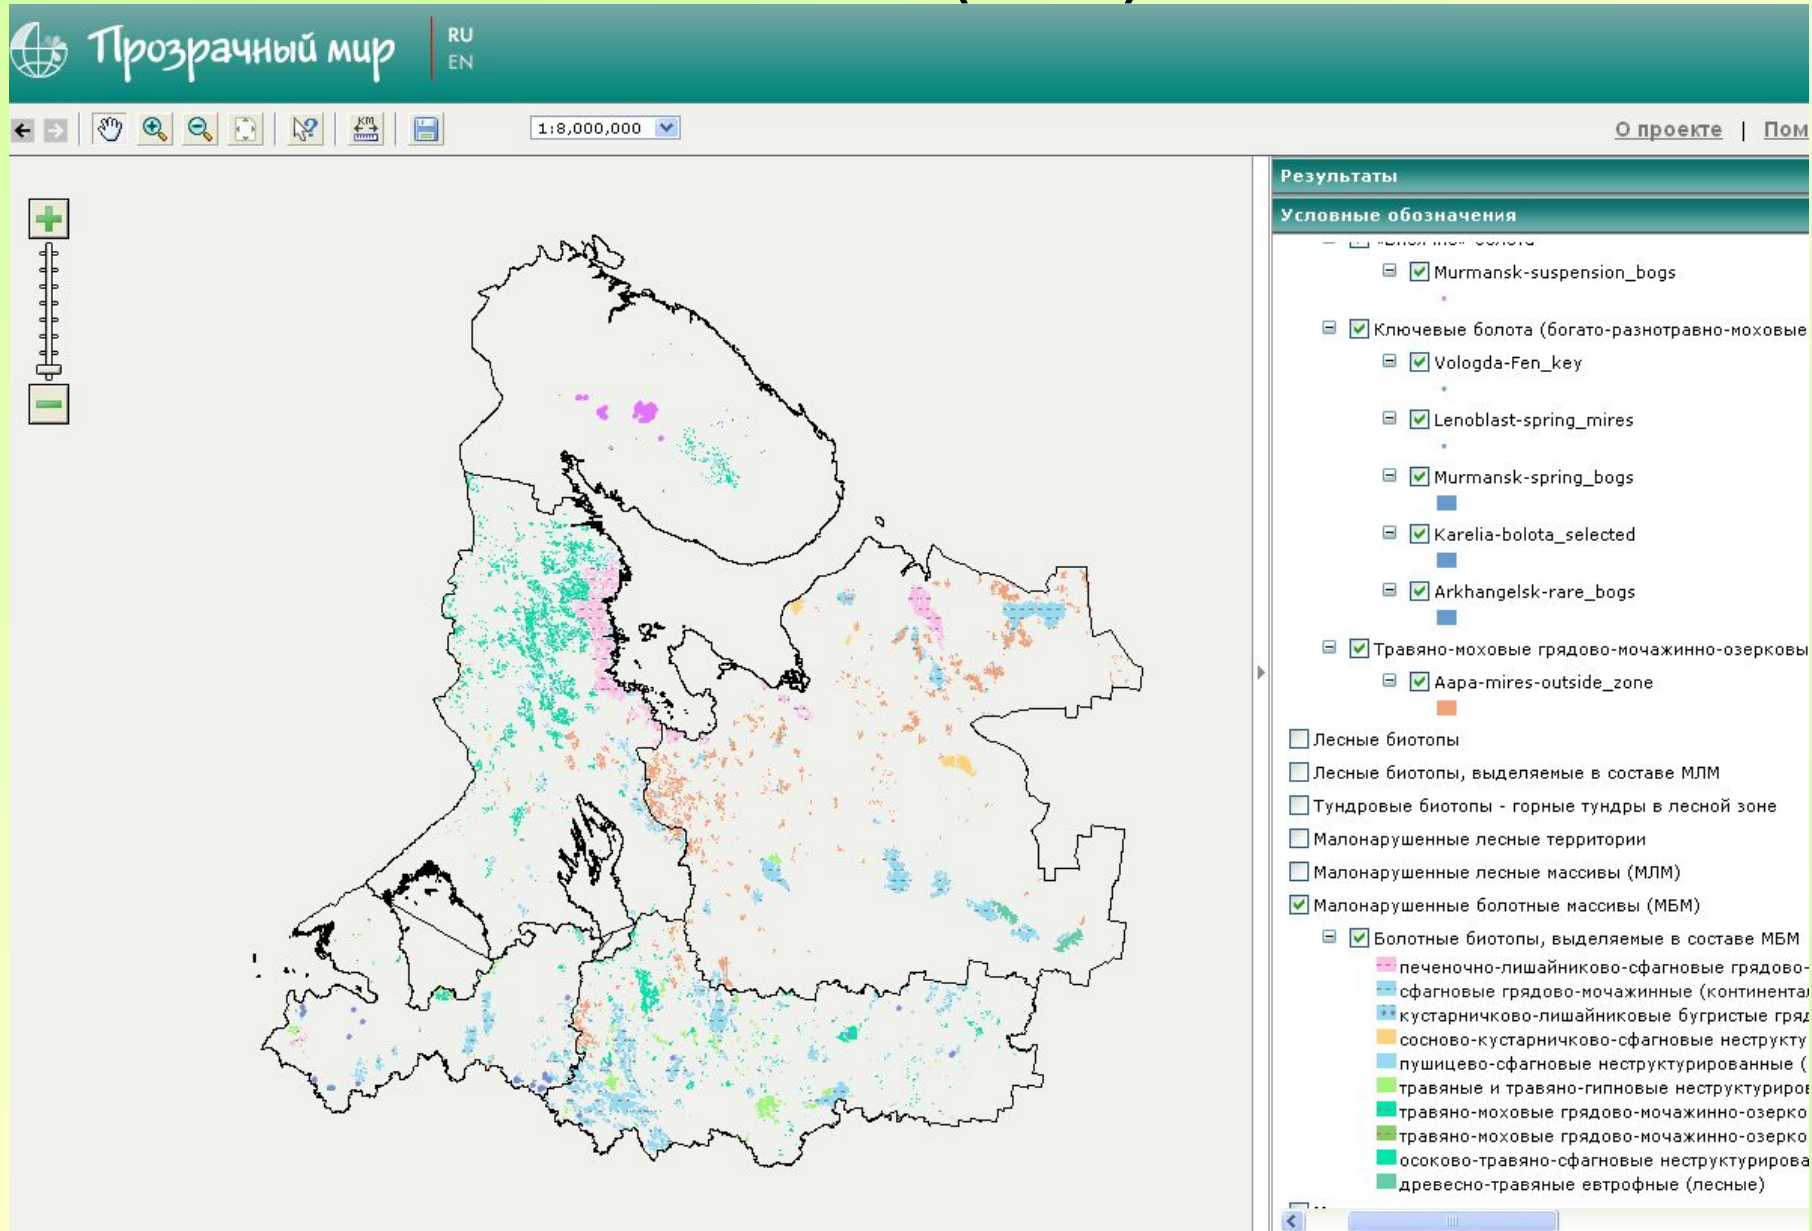 Прозрачный мир
RU
EN
KM
1:8,000,000
О проекте | Пом
Результаты
Условные обозначения
Murmansk-suspension_bogs
Ключевые болота (богато-разнотравно-моховые
Vologda-Fen_key
Lenoblast-spring_mires
Murmansk-spring_bogs
Karelia-bolota_selected
Arkhangelsk-rare_bogs
Травяно-моховые грядово-мочажинно-озерковы
Aapa-mires-outside_zone
Лесные биотопы
Лесные биотопы, выделяемые в составе МЛМ
Тундровые биотопы - горные тундры в лесной зоне
Малонарушенные лесные территории
Малонарушенные лесные массивы (МЛМ)
Малонарушенные болотные массивы (МБМ)
Болотные биотопы, выделяемые в составе МБМ
печеночно-лишайниково-сфагновые грядово-
сфагновые грядово-мочажинные (континента
кустарничково-лишайниковые бугристые гряд
сосново-кустарничково-сфагновые неструкту
пушицево-сфагновые неструктурированные (
травяные и травяно-гипновые неструктуриров
травяно-моховые грядово-мочажинно-озерко
травяно-моховые грядово-мочажинно-озерко
осоково-травяно-сфагновые неструктурирова
древесно-травяные евтрофные (лесные)